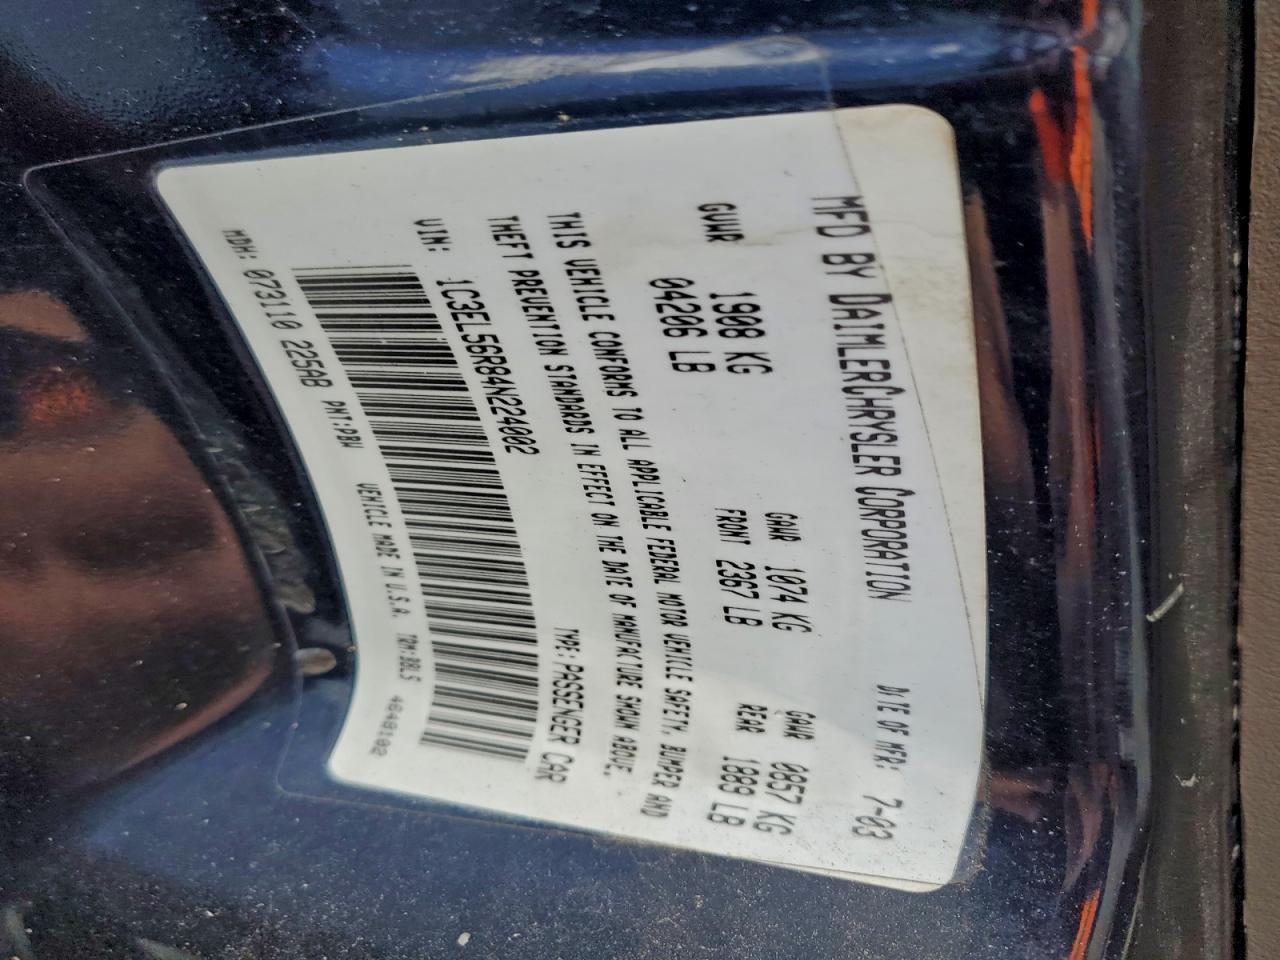 MFD BY DAIMLERCHRYSLER CORPORATION DATE OF MFR: 7-03
GVWR 1908 KG GAWR 1074 KG GAWR 0857 KG
04206 LB FRONT 2367 LB REAR 1889 LB
THIS VEHICLE CONFORMS TO ALL APPLICABLE FEDERAL MOTOR VEHICLE SAFETY, BUMPER AND
THEFT PREVENTION STANDARDS IN EFFECT ON THE DATE OF MANUFACTURE SHOWN ABOVE.
VIN: 1C3EL56R84N224002 TYPE: PASSENGER CAR
MDH: 073110 2256B PNT:PBW VEHICLE MADE IN U.S.A. TRM:BGL5 4648102